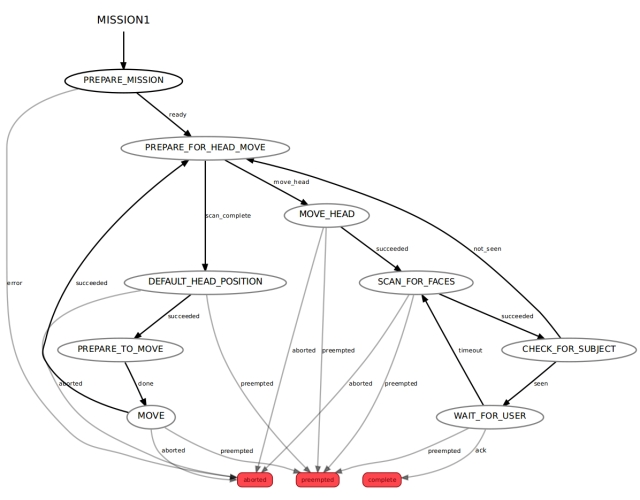 MISSION1
PREPARE_MISSION
ready
PREPARE_FOR_HEAD_MOVE
move_head
scan_complete
MOVE_HEAD
succeeded
not_seen
error
succeeded
DEFAULT_HEAD_POSITION
SCAN_FOR_FACES
succeeded
succeeded
PREPARE_TO_MOVE
aborted
preempted
timeout
CHECK_FOR_SUBJECT
aborted
done
preempted
aborted
preempted
seen
MOVE
WAIT_FOR_USER
aborted
preempted
preempted
ack
aborted
preempted
complete